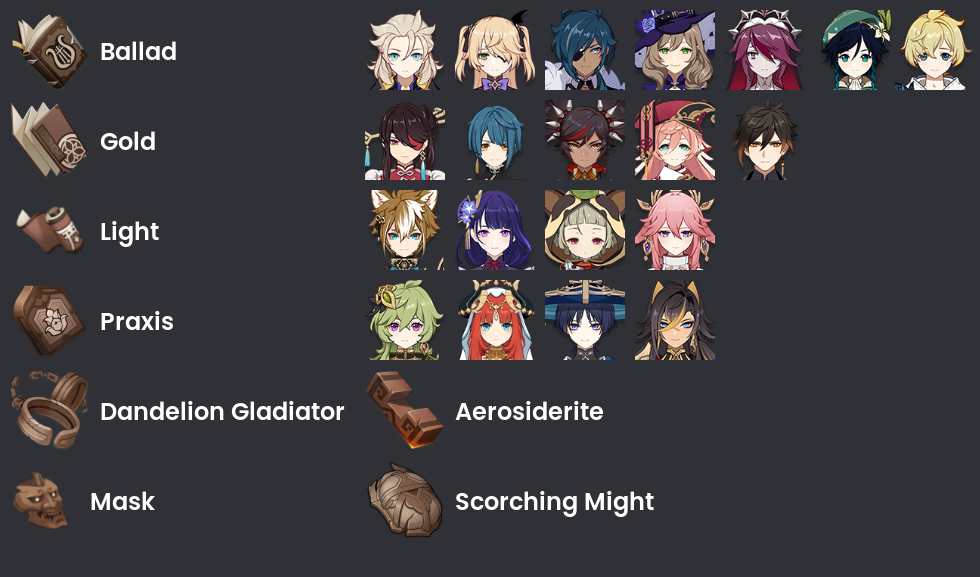 Ballad
Gold
Light
Praxis
Dandelion Gladiator
Aerosiderite
Mask
Scorching Might